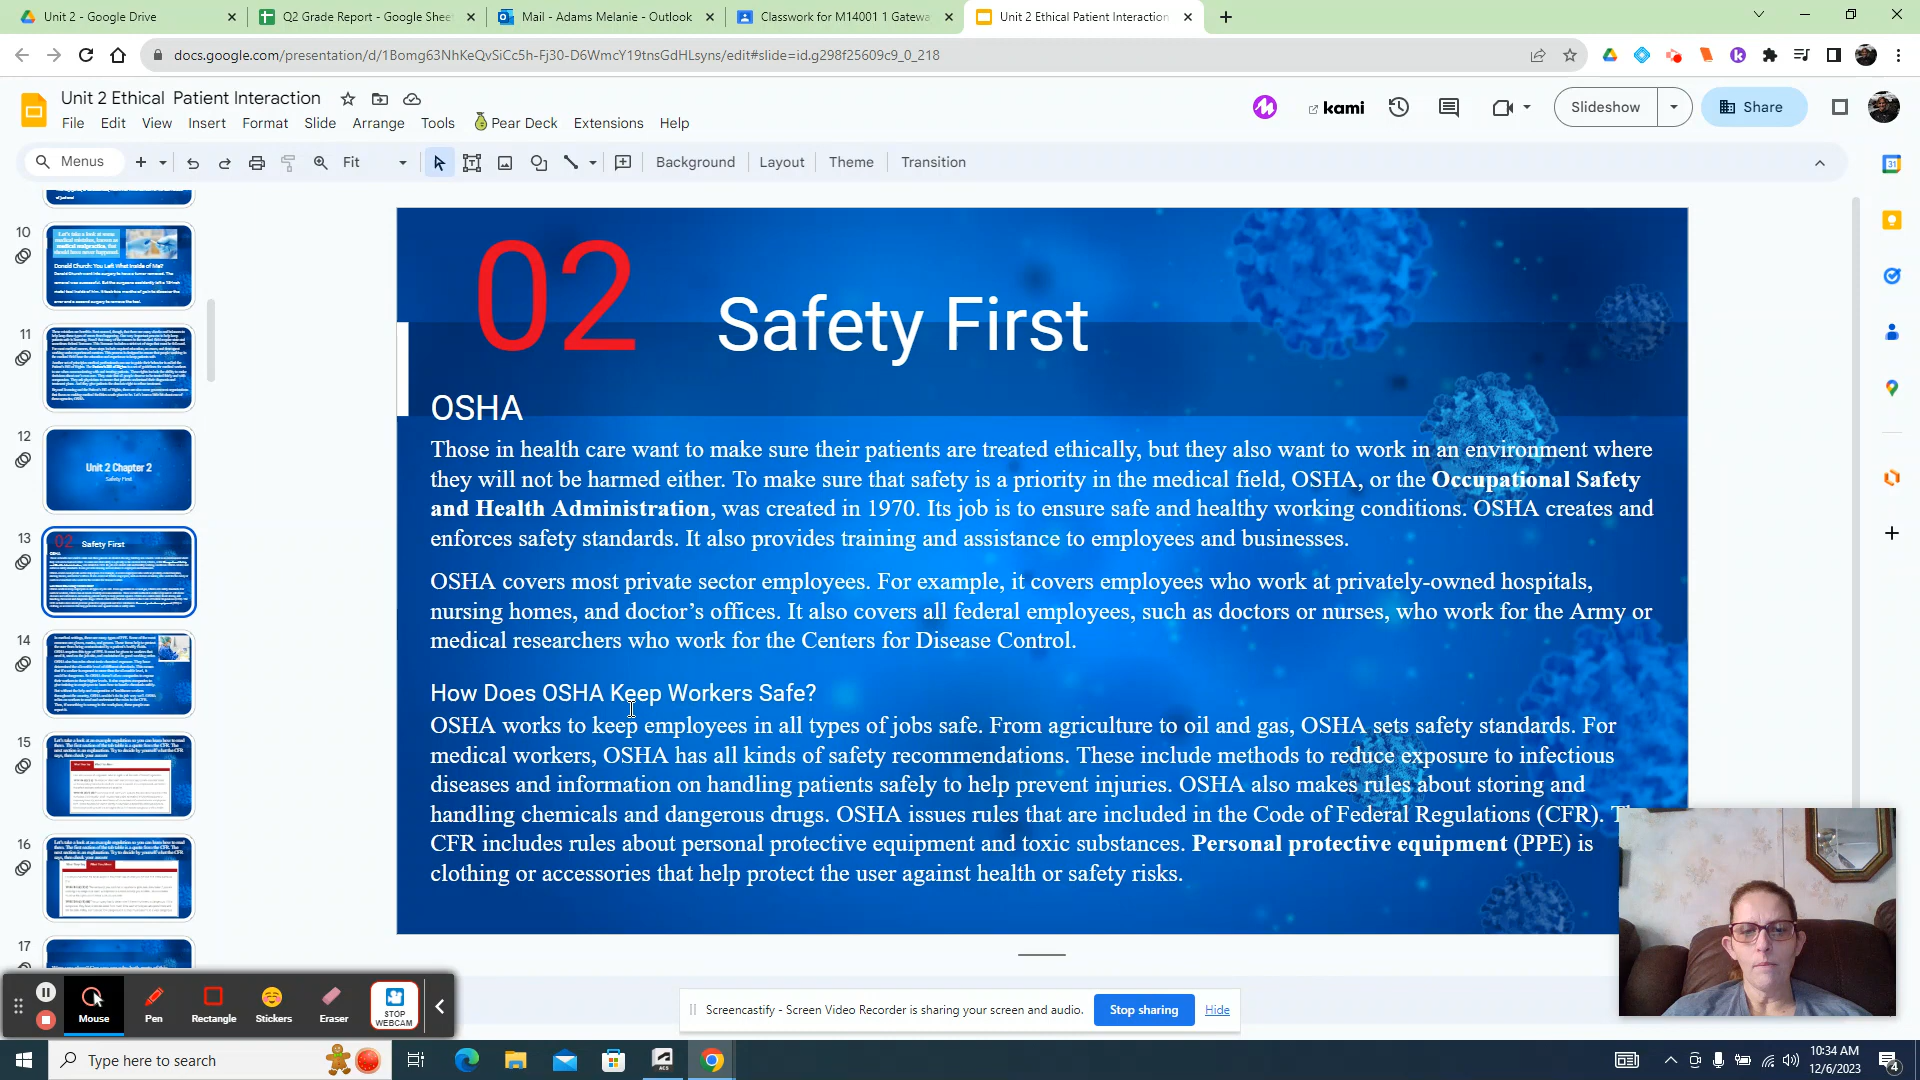 Unit 2 - Google Drive
Q2 Grade Report - Google Sheet
Mail - Adams Melanie - Outlook
Classwork for M14001 1 Gatewa
Unit 2 Ethical Patient Interaction
docs.google.com/presentation/d/1Bomg63NhKeQvSiCc5h-Fj30-D6WmcY19tnsGdHLsyns/edit#slide=id.g298f25609c9_0_218
Unit 2 Ethical Patient Interaction
File Edit View Insert Format Slide Arrange Tools Pear Deck Extensions Help
kami
Slideshow
Share
Menus
Fit
Background Layout Theme Transition
10
11
12
Unit 2 Chapter 2
Safety First
13
02 Safety First
14
15
16
17
02
Safety First
OSHA
Those in health care want to make sure their patients are treated ethically, but they also want to work in an environment where
they will not be harmed either. To make sure that safety is a priority in the medical field, OSHA, or the Occupational Safety
and Health Administration, was created in 1970. Its job is to ensure safe and healthy working conditions. OSHA creates and
enforces safety standards. It also provides training and assistance to employees and businesses.
OSHA covers most private sector employees. For example, it covers employees who work at privately-owned hospitals,
nursing homes, and doctor’s offices. It also covers all federal employees, such as doctors or nurses, who work for the Army or
medical researchers who work for the Centers for Disease Control.
How Does OSHA Keep Workers Safe?
OSHA works to keep employees in all types of jobs safe. From agriculture to oil and gas, OSHA sets safety standards. For
medical workers, OSHA has all kinds of safety recommendations. These include methods to reduce exposure to infectious
diseases and information on handling patients safely to help prevent injuries. OSHA also makes rules about storing and
handling chemicals and dangerous drugs. OSHA issues rules that are included in the Code of Federal Regulations (CFR).
CFR includes rules about personal protective equipment and toxic substances. Personal protective equipment (PPE) is
clothing or accessories that help protect the user against health or safety risks.
31
Mouse
Pen
Rectangle
Stickers
Eraser
STOP
WEBCAM
Screencastify - Screen Video Recorder is sharing your screen and audio.
Stop sharing
Hide
Type here to search
10:34 AM
12/6/2023
4